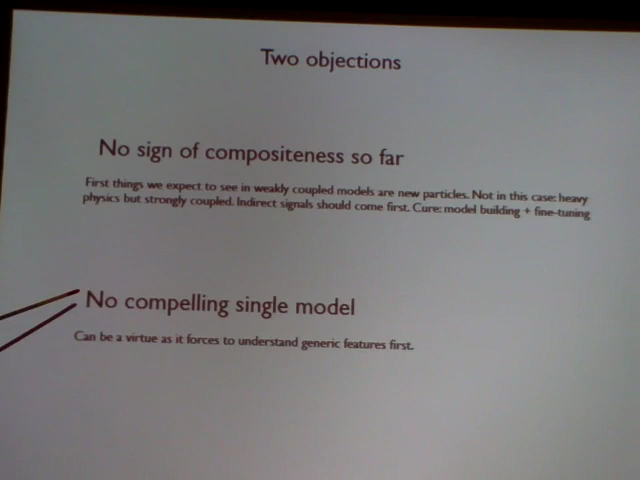 Two objections
No sign of compositeness so far
First things we expect to see in weakly coupled models are new particles. Not in this case: heavy
physics but strongly coupled. Indirect signals should come first. Cure: model building + fine-tuning
No compelling single model
Can be a virtue as it forces to understand generic features first.